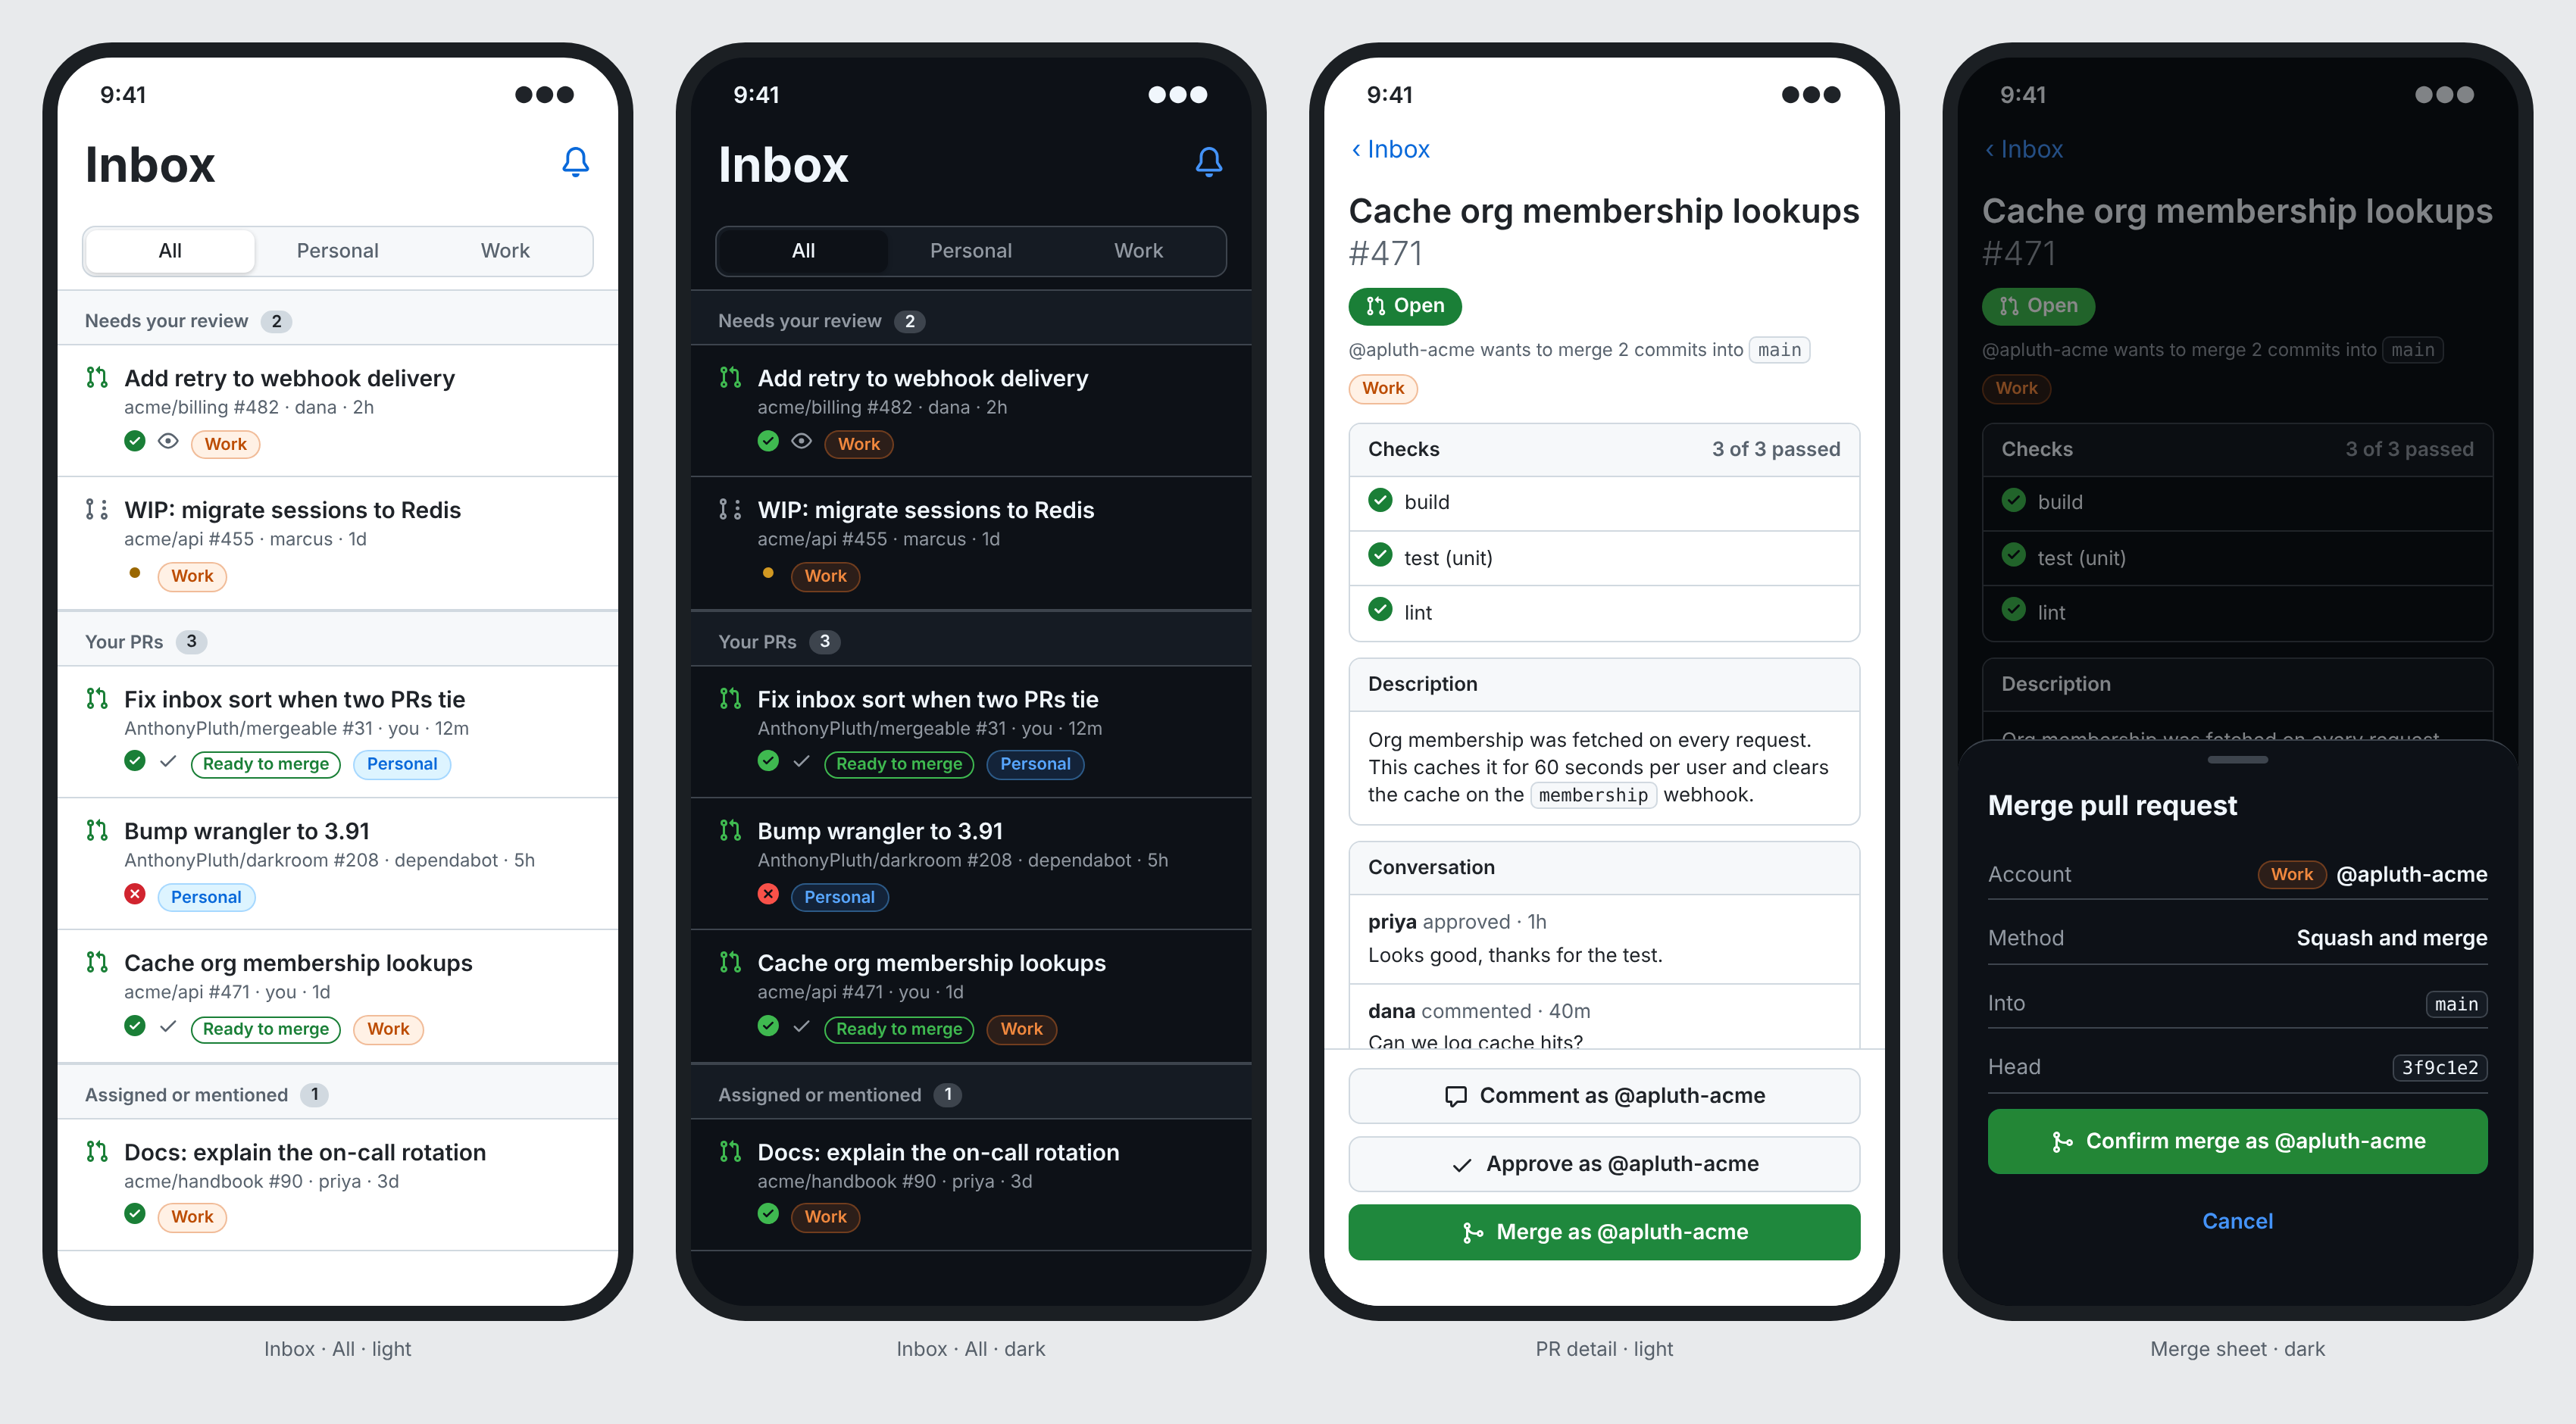 9:41
Inbox
All Personal Work
Needs your review 2
Add retry to webhook delivery
acme/billing #482 · dana · 2h
Work
WIP: migrate sessions to Redis
acme/api #455 · marcus · 1d
Work
Your PRs 3
Fix inbox sort when two PRs tie
AnthonyPluth/mergeable #31 · you · 12m
Ready to merge Personal
Bump wrangler to 3.91
AnthonyPluth/darkroom #208 · dependabot · 5h
Personal
Cache org membership lookups
acme/api #471 · you · 1d
Ready to merge Work
Assigned or mentioned 1
Docs: explain the on-call rotation
acme/handbook #90 · priya · 3d
Work
Inbox · All · light
9:41
Inbox
All Personal Work
Needs your review 2
Add retry to webhook delivery
acme/billing #482 · dana · 2h
Work
WIP: migrate sessions to Redis
acme/api #455 · marcus · 1d
Work
Your PRs 3
Fix inbox sort when two PRs tie
AnthonyPluth/mergeable #31 · you · 12m
Ready to merge Personal
Bump wrangler to 3.91
AnthonyPluth/darkroom #208 · dependabot · 5h
Personal
Cache org membership lookups
acme/api #471 · you · 1d
Ready to merge Work
Assigned or mentioned 1
Docs: explain the on-call rotation
acme/handbook #90 · priya · 3d
Work
Inbox · All · dark
9:41
‹ Inbox
Cache org membership lookups
#471
Open
@apluth-acme wants to merge 2 commits into main
Work
Checks 3 of 3 passed
build
test (unit)
lint
Description
Org membership was fetched on every request.
This caches it for 60 seconds per user and clears
the cache on the membership webhook.
Conversation
priya approved · 1h
Looks good, thanks for the test.
dana commented · 40m
Can we log cache hits?
Comment as @apluth-acme
Approve as @apluth-acme
Merge as @apluth-acme
PR detail · light
9:41
‹ Inbox
Cache org membership lookups
#471
Open
@apluth-acme wants to merge 2 commits into main
Work
Checks 3 of 3 passed
build
test (unit)
lint
Description
Org membership was fetched on every request.
Merge pull request
Account Work @apluth-acme
Method Squash and merge
Into main
Head 3f9c1e2
Confirm merge as @apluth-acme
Cancel
Merge sheet · dark